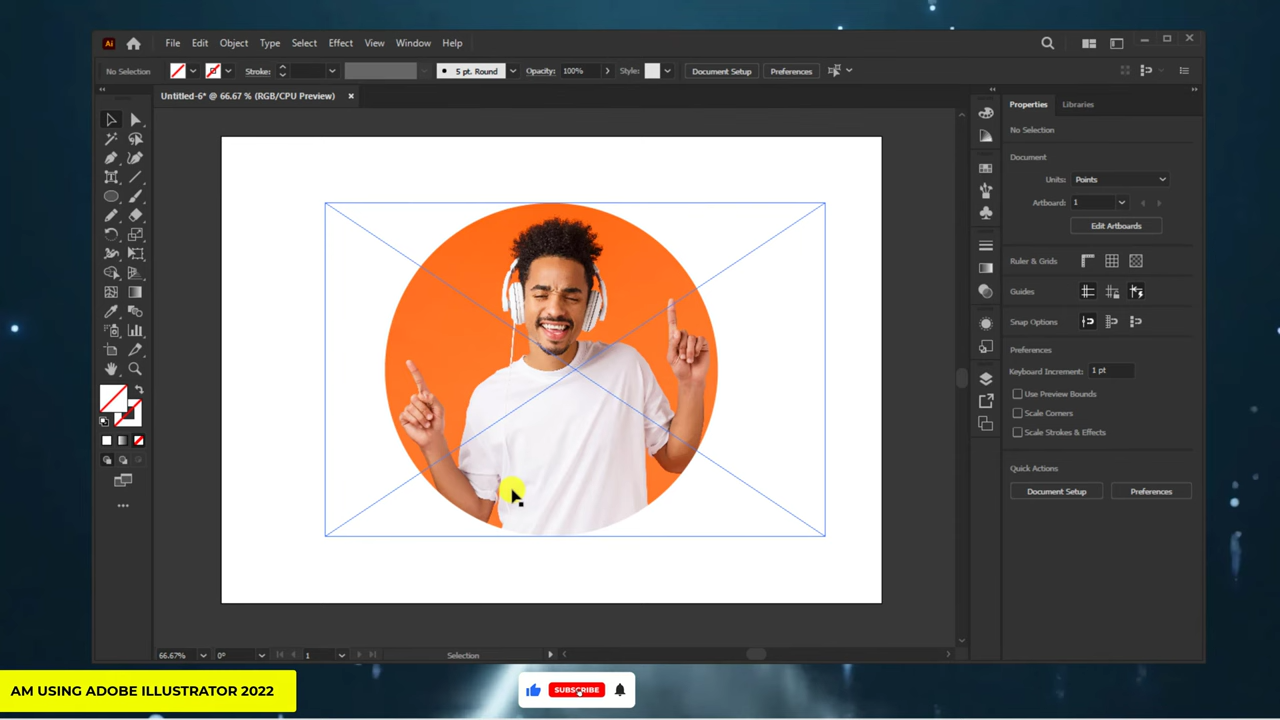 Ai File Edit Object Type Select Effect View Window Help
No Selection Stroke: 5 pt. Round Opacity: 100% Style: Document Setup Preferences
Untitled-6* @ 66.67 % (RGB/CPU Preview) ×
Properties Libraries
No Selection
Document
Units: Points
Artboard: 1
Edit Artboards
Ruler & Grids
Guides
Snap Options
Preferences
Keyboard Increment: 1 pt
Use Preview Bounds
Scale Corners
Scale Strokes & Effects
Quick Actions
Document Setup Preferences
66.67% 0° 1 Selection
AM USING ADOBE ILLUSTRATOR 2022
SUBSCRIBE